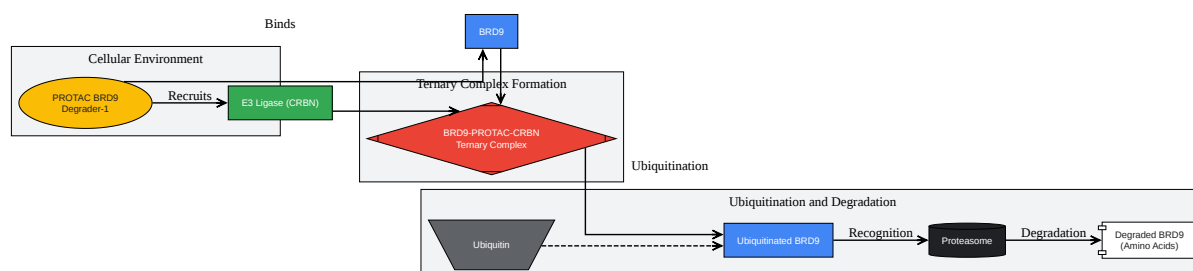 Binds
BRD9
Cellular Environment
PROTAC BRD9
Degrader-1
Recruits
E3 Ligase (CRBN)
Ternary Complex Formation
BRD9-PROTAC-CRBN
Ternary Complex
Ubiquitination
Ubiquitination and Degradation
Ubiquitin
Ubiquitinated BRD9
Recognition
Proteasome
Degradation
Degraded BRD9
(Amino Acids)